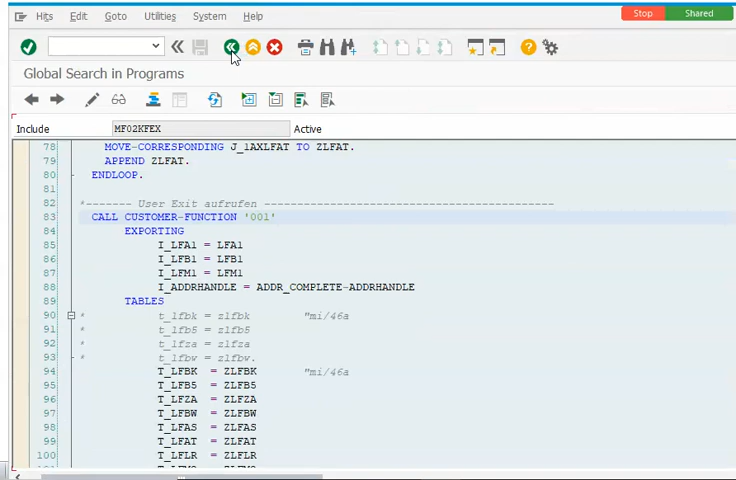 Hits Edit Goto Utilities System Help
Stop Shared
Global Search in Programs
Include MF02KFEX Active
78 MOVE-CORRESPONDING J_1AXLFAT TO ZLFAT.
79 APPEND ZLFAT.
80 ENDLOOP.
81
82 *------- User Exit aufrufen --------------------------------------------
83 CALL CUSTOMER-FUNCTION '001'
84 EXPORTING
85 I_LFA1 = LFA1
86 I_LFB1 = LFB1
87 I_LFM1 = LFM1
88 I_ADDRHANDLE = ADDR_COMPLETE-ADDRHANDLE
89 TABLES
90 * t_lfbk = zlfbk "mi/46a
91 * t_lfb5 = zlfb5
92 * t_lfza = zlfza
93 * t_lfbw = zlfbw.
94 T_LFBK = ZLFBK "mi/46a
95 T_LFB5 = ZLFB5
96 T_LFZA = ZLFZA
97 T_LFBW = ZLFBW
98 T_LFAS = ZLFAS
99 T_LFAT = ZLFAT
100 T_LFLR = ZLFLR